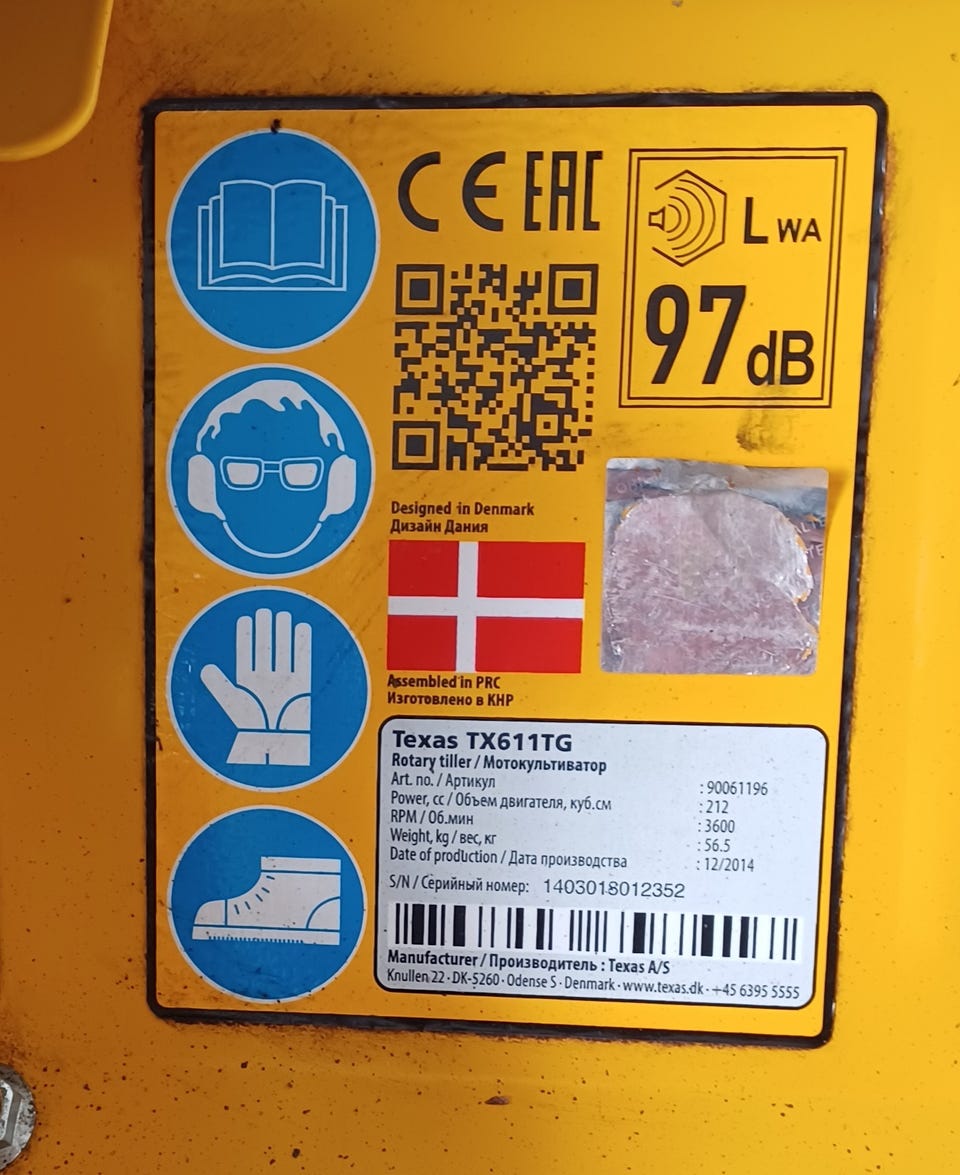 CE EAC
LWA
97dB
Designed in Denmark
Дизайн Дания
Assembled in PRC
Изготовлено в КНР
Texas TX611TG
Rotary tiller / Мотокультиватор
Art. no. / Артикул : 90061196
Power, cc / Объем двигателя, куб.см : 212
RPM / Об.мин : 3600
Weight, kg / вес, кг : 56.5
Date of production / Дата производства : 12/2014
S/N / Серийный номер: 1403018012352
Manufacturer / Производитель : Texas A/S
Knullen 22 · DK-5260 · Odense S · Denmark · www.texas.dk · +45 6395 5555